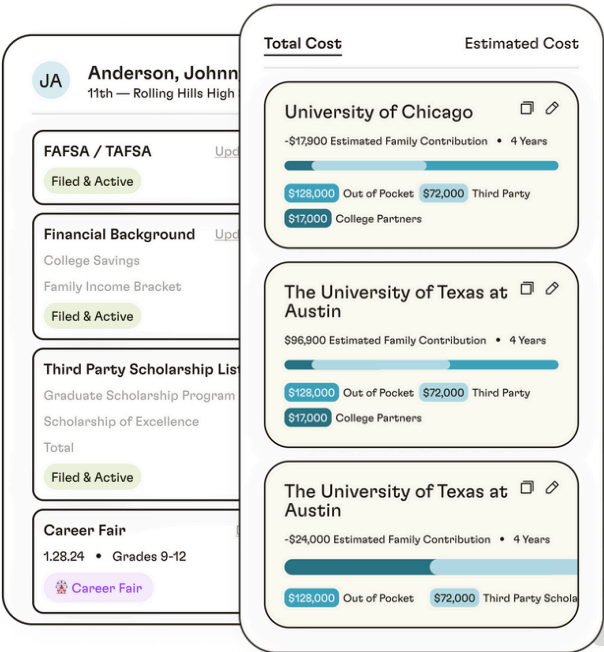 JA
Anderson, Johnn
11th — Rolling Hills High
FAFSA / TAFSA
Upd
Filed & Active
Financial Background
Upd
College Savings
Family Income Bracket
Filed & Active
Third Party Scholarship List
Graduate Scholarship Program
Scholarship of Excellence
Total
Filed & Active
Career Fair
1.28.24 • Grades 9-12
Career Fair
Total Cost
Estimated Cost
University of Chicago
-$17,900 Estimated Family Contribution • 4 Years
$128,000 Out of Pocket $72,000 Third Party
$17,000 College Partners
The University of Texas at
Austin
$96,900 Estimated Family Contribution • 4 Years
$128,000 Out of Pocket $72,000 Third Party
$17,000 College Partners
The University of Texas at
Austin
-$24,000 Estimated Family Contribution • 4 Years
$128,000 Out of Pocket $72,000 Third Party Schola